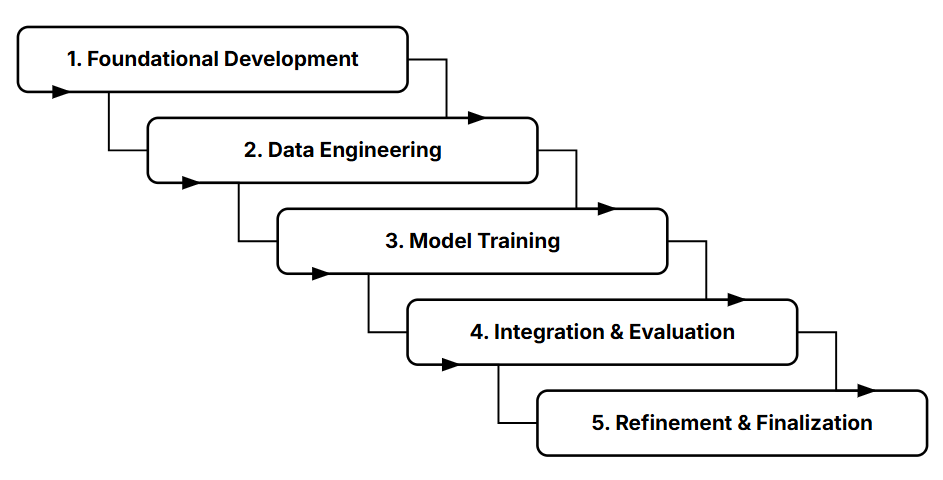 1. Foundational Development
2. Data Engineering
3. Model Training
4. Integration & Evaluation
5. Refinement & Finalization